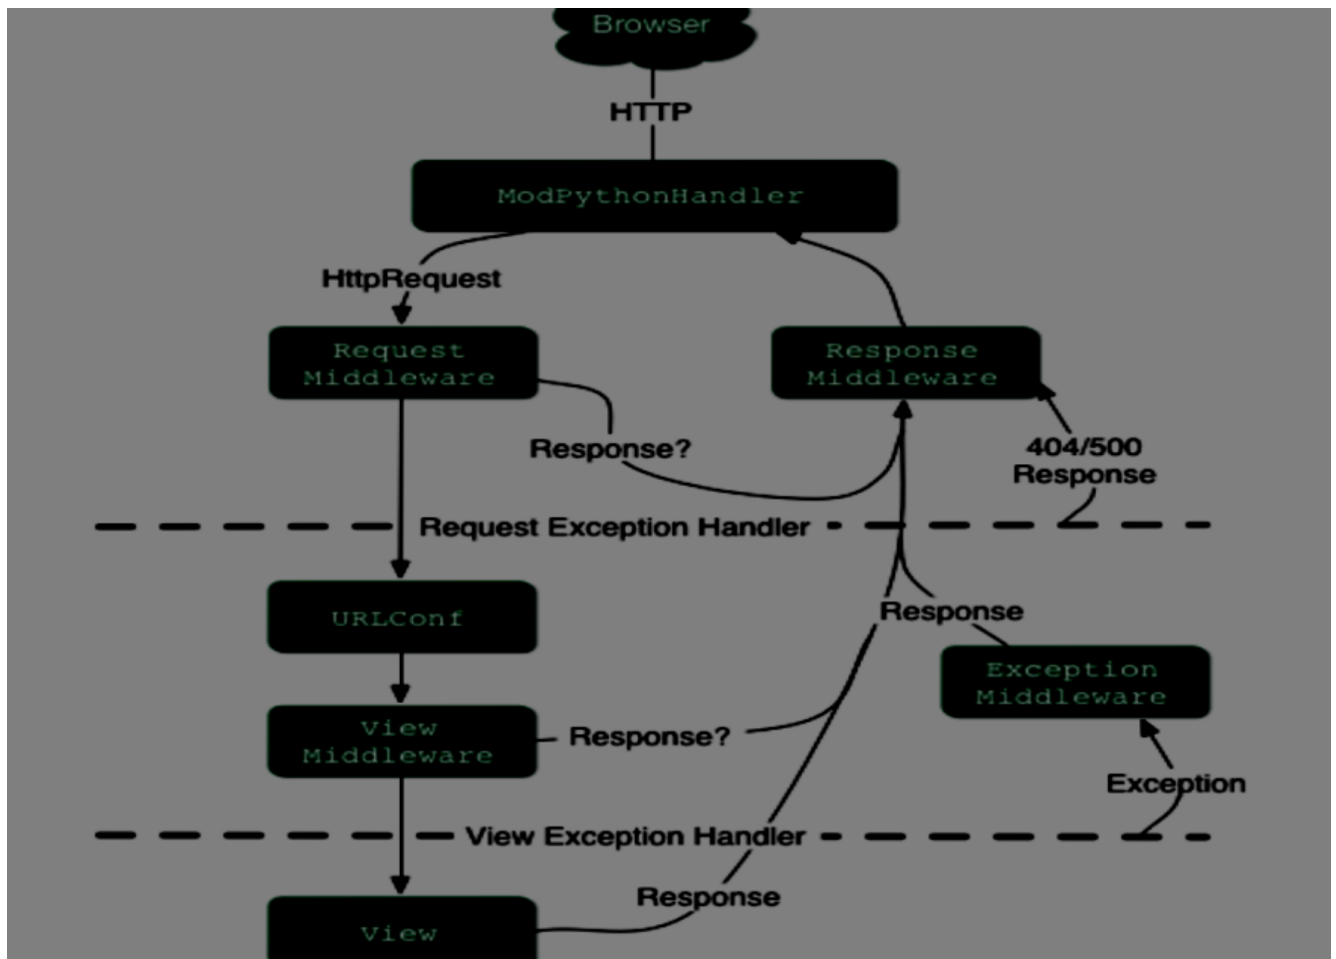 Browser
HTTP
ModPythonHandler
HttpRequest
Request
Middleware
Response
Middleware
Response?
404/500
Response
Request Exception Handler
URLConf
Response
Exception
Middleware
View
Middleware
Response?
Exception
View Exception Handler
Response
View